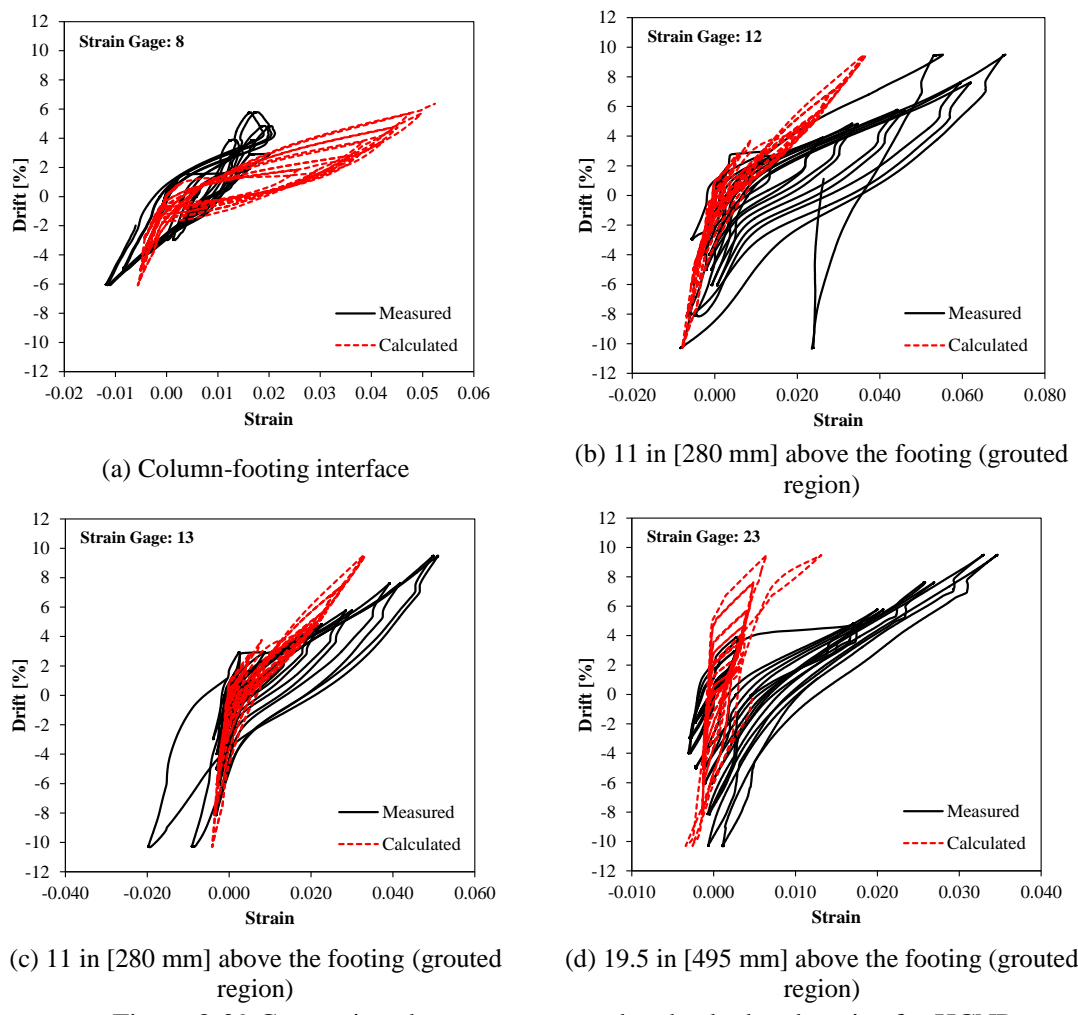 12
10
8
6
4
2
0
-2
-4
-6
-8
-10
-12
Drift [%]
Strain Gage: 8
Measured
Calculated
-0.02 -0.01 0.00 0.01 0.02 0.03 0.04 0.05 0.06
Strain
(a) Column-footing interface
12
10
8
6
4
2
0
-2
-4
-6
-8
-10
-12
Drift [%]
Strain Gage: 12
Measured
Calculated
-0.020 0.000 0.020 0.040 0.060 0.080
Strain
(b) 11 in [280 mm] above the footing (grouted
region)
12
10
8
6
4
2
0
-2
-4
-6
-8
-10
-12
Drift [%]
Strain Gage: 13
Measured
Calculated
-0.040 -0.020 0.000 0.020 0.040 0.060
Strain
(c) 11 in [280 mm] above the footing (grouted
region)
12
10
8
6
4
2
0
-2
-4
-6
-8
-10
-12
Drift [%]
Strain Gage: 23
Measured
Calculated
-0.010 0.000 0.010 0.020 0.030 0.040
Strain
(d) 19.5 in [495 mm] above the footing (grouted
region)